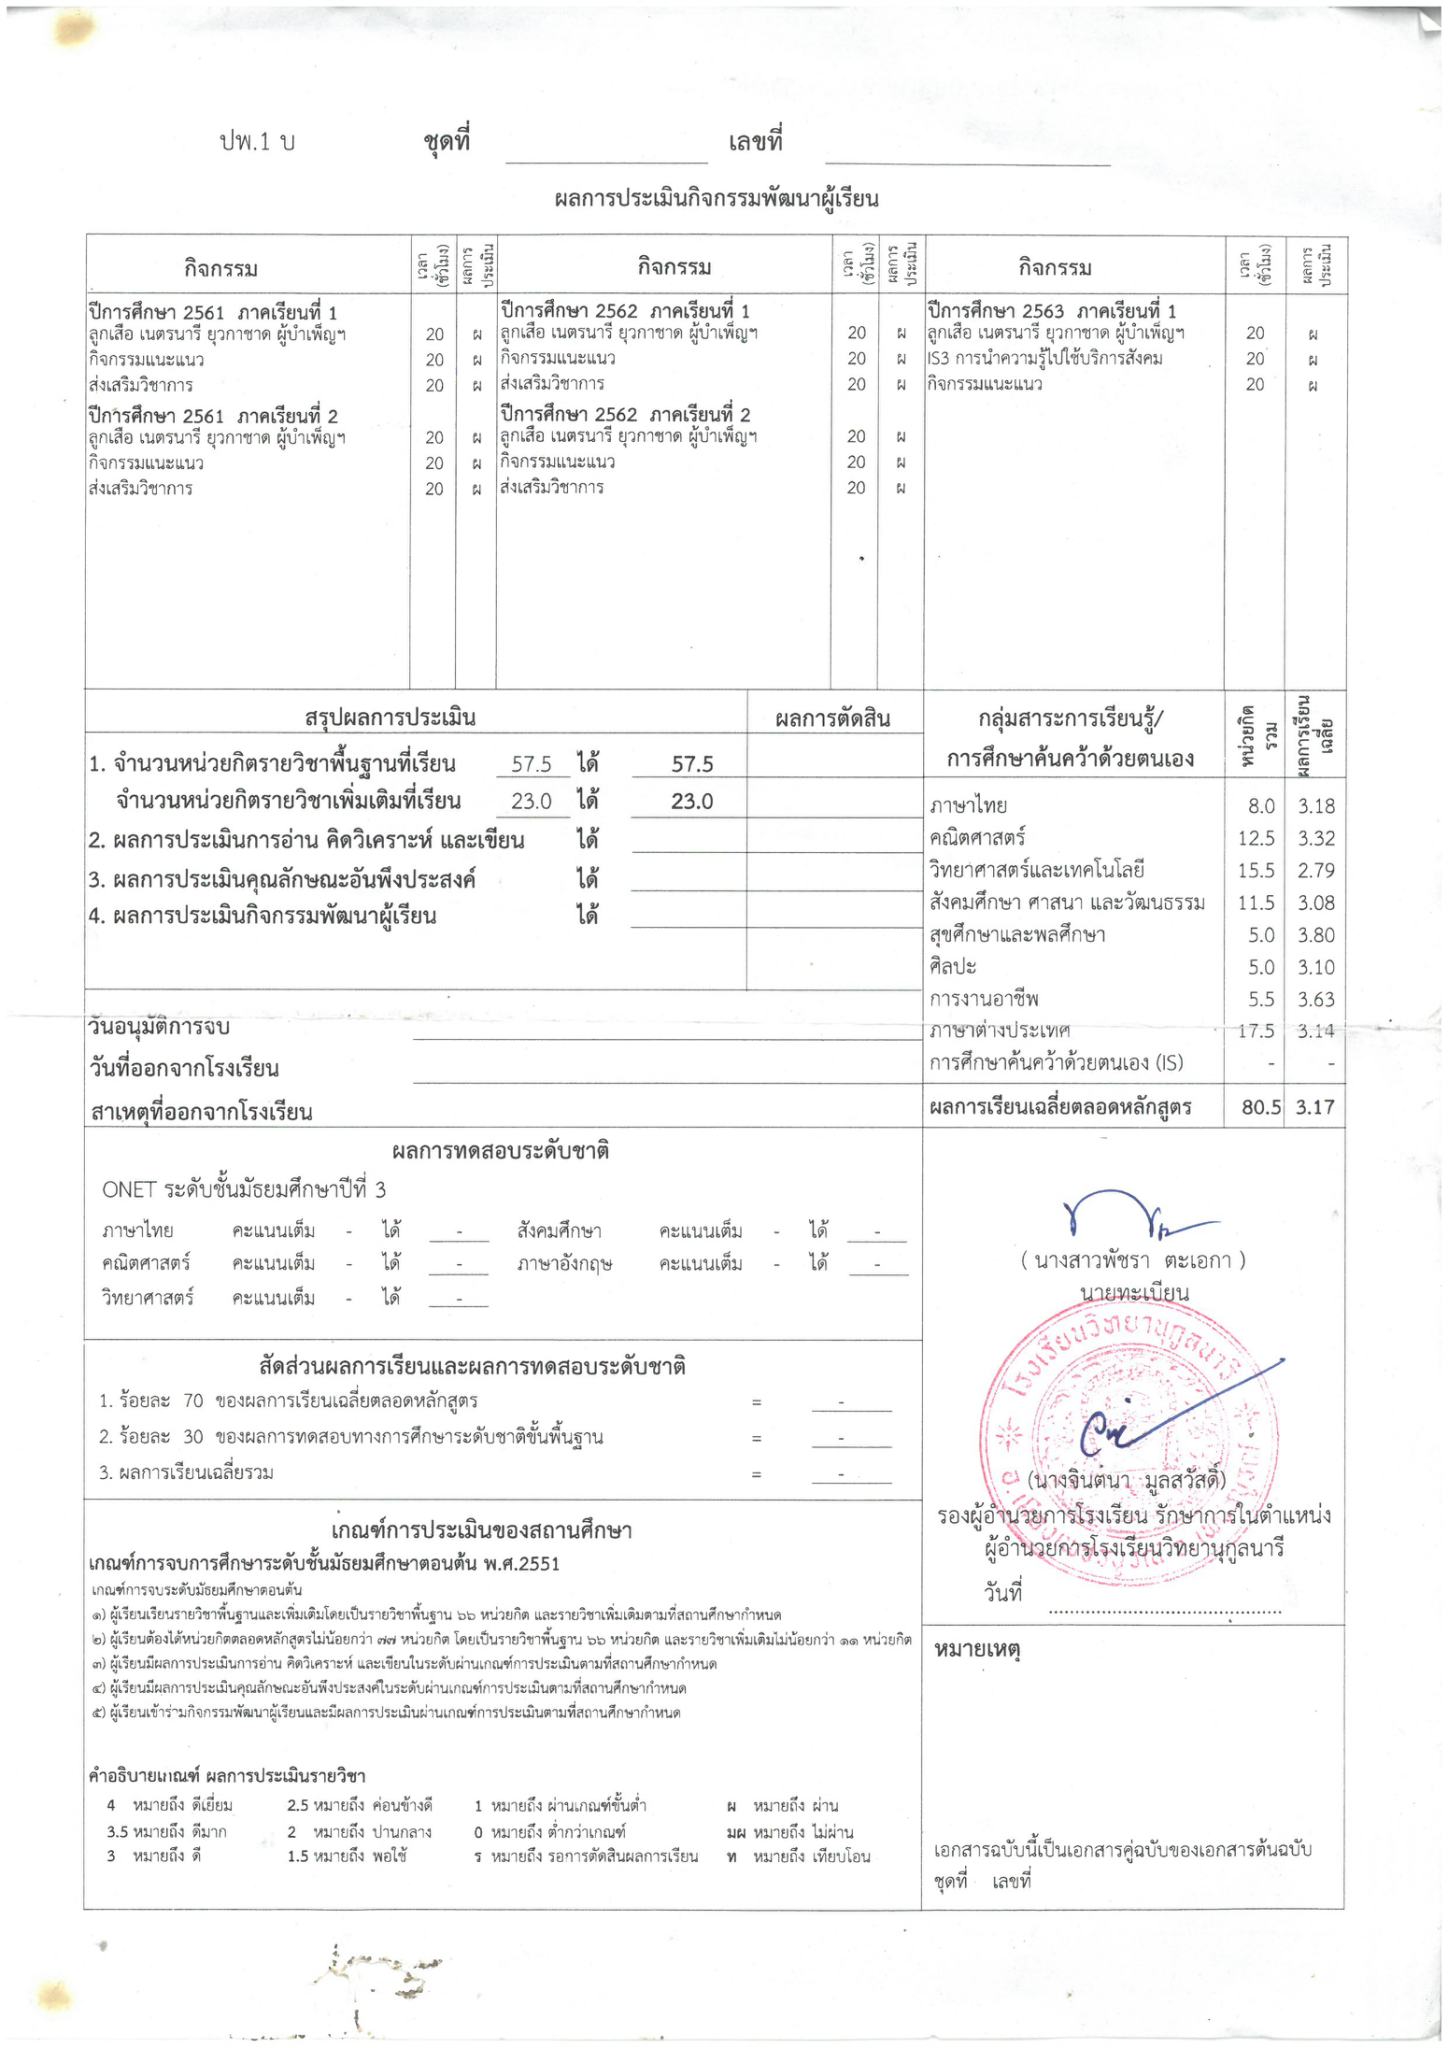 ปพ.1 บ ชุดที่ เลขที่
ผลการประเมินกิจกรรมพัฒนาผู้เรียน
กิจกรรม เวลา (ชั่วโมง) ผลการประเมิน กิจกรรม เวลา (ชั่วโมง) ผลการประเมิน กิจกรรม เวลา (ชั่วโมง) ผลการประเมิน
ปีการศึกษา 2561 ภาคเรียนที่ 1
ลูกเสือ เนตรนารี ยุวกาชาด ผู้บำเพ็ญฯ 20 ผ
กิจกรรมแนะแนว 20 ผ
ส่งเสริมวิชาการ 20 ผ
ปีการศึกษา 2561 ภาคเรียนที่ 2
ลูกเสือ เนตรนารี ยุวกาชาด ผู้บำเพ็ญฯ 20 ผ
กิจกรรมแนะแนว 20 ผ
ส่งเสริมวิชาการ 20 ผ
ปีการศึกษา 2562 ภาคเรียนที่ 1
ลูกเสือ เนตรนารี ยุวกาชาด ผู้บำเพ็ญฯ 20 ผ
กิจกรรมแนะแนว 20 ผ
ส่งเสริมวิชาการ 20 ผ
ปีการศึกษา 2562 ภาคเรียนที่ 2
ลูกเสือ เนตรนารี ยุวกาชาด ผู้บำเพ็ญฯ 20 ผ
กิจกรรมแนะแนว 20 ผ
ส่งเสริมวิชาการ 20 ผ
ปีการศึกษา 2563 ภาคเรียนที่ 1
ลูกเสือ เนตรนารี ยุวกาชาด ผู้บำเพ็ญฯ 20 ผ
IS3 การนำความรู้ไปใช้บริการสังคม 20 ผ
กิจกรรมแนะแนว 20 ผ
สรุปผลการประเมิน ผลการตัดสิน
1. จำนวนหน่วยกิตรายวิชาพื้นฐานที่เรียน 57.5 ได้ 57.5
จำนวนหน่วยกิตรายวิชาเพิ่มเติมที่เรียน 23.0 ได้ 23.0
2. ผลการประเมินการอ่าน คิดวิเคราะห์ และเขียน ได้
3. ผลการประเมินคุณลักษณะอันพึงประสงค์ ได้
4. ผลการประเมินกิจกรรมพัฒนาผู้เรียน ได้
วันอนุมัติการจบ
วันที่ออกจากโรงเรียน
สาเหตุที่ออกจากโรงเรียน
กลุ่มสาระการเรียนรู้/ การศึกษาค้นคว้าด้วยตนเอง หน่วยกิตรวม ผลการเรียนเฉลี่ย
ภาษาไทย 8.0 3.18
คณิตศาสตร์ 12.5 3.32
วิทยาศาสตร์และเทคโนโลยี 15.5 2.79
สังคมศึกษา ศาสนา และวัฒนธรรม 11.5 3.08
สุขศึกษาและพลศึกษา 5.0 3.80
ศิลปะ 5.0 3.10
การงานอาชีพ 5.5 3.63
ภาษาต่างประเทศ 17.5 3.14
การศึกษาค้นคว้าด้วยตนเอง (IS) - -
ผลการเรียนเฉลี่ยตลอดหลักสูตร 80.5 3.17
ผลการทดสอบระดับชาติ
ONET ระดับชั้นมัธยมศึกษาปีที่ 3
ภาษาไทย คะแนนเต็ม - ได้ - สังคมศึกษา คะแนนเต็ม - ได้ -
คณิตศาสตร์ คะแนนเต็ม - ได้ - ภาษาอังกฤษ คะแนนเต็ม - ได้ -
วิทยาศาสตร์ คะแนนเต็ม - ได้ -
สัดส่วนผลการเรียนและผลการทดสอบระดับชาติ
1. ร้อยละ 70 ของผลการเรียนเฉลี่ยตลอดหลักสูตร = -
2. ร้อยละ 30 ของผลการทดสอบทางการศึกษาระดับชาติขั้นพื้นฐาน = -
3. ผลการเรียนเฉลี่ยรวม = -
( นางสาวพัชรา ตะเอกา )
นายทะเบียน
โรงเรียนวิทยานุกูลนารี
(นางจินตนา มูลสวัสดิ์)
รองผู้อำนวยการโรงเรียน รักษาการในตำแหน่ง
ผู้อำนวยการโรงเรียนวิทยานุกูลนารี
วันที่
เกณฑ์การประเมินของสถานศึกษา
เกณฑ์การจบการศึกษาระดับชั้นมัธยมศึกษาตอนต้น พ.ศ.2551
เกณฑ์การจบระดับมัธยมศึกษาตอนต้น
๑) ผู้เรียนเรียนรายวิชาพื้นฐานและเพิ่มเติมโดยเป็นรายวิชาพื้นฐาน ๖๖ หน่วยกิต และรายวิชาเพิ่มเติมตามที่สถานศึกษากำหนด
๒) ผู้เรียนต้องได้หน่วยกิตตลอดหลักสูตรไม่น้อยกว่า ๗๗ หน่วยกิต โดยเป็นรายวิชาพื้นฐาน ๖๖ หน่วยกิต และรายวิชาเพิ่มเติมไม่น้อยกว่า ๑๑ หน่วยกิต
๓) ผู้เรียนมีผลการประเมินการอ่าน คิดวิเคราะห์ และเขียนในระดับผ่านเกณฑ์การประเมินตามที่สถานศึกษากำหนด
๔) ผู้เรียนมีผลการประเมินคุณลักษณะอันพึงประสงค์ในระดับผ่านเกณฑ์การประเมินตามที่สถานศึกษากำหนด
๕) ผู้เรียนเข้าร่วมกิจกรรมพัฒนาผู้เรียนและมีผลการประเมินผ่านเกณฑ์การประเมินตามที่สถานศึกษากำหนด
คำอธิบายเกณฑ์ ผลการประเมินรายวิชา
4 หมายถึง ดีเยี่ยม 2.5 หมายถึง ค่อนข้างดี 1 หมายถึง ผ่านเกณฑ์ขั้นต่ำ ผ หมายถึง ผ่าน
3.5 หมายถึง ดีมาก 2 หมายถึง ปานกลาง 0 หมายถึง ต่ำกว่าเกณฑ์ มผ หมายถึง ไม่ผ่าน
3 หมายถึง ดี 1.5 หมายถึง พอใช้ ร หมายถึง รอการตัดสินผลการเรียน ท หมายถึง เทียบโอน
หมายเหตุ
เอกสารฉบับนี้เป็นเอกสารคู่ฉบับของเอกสารต้นฉบับ
ชุดที่ เลขที่